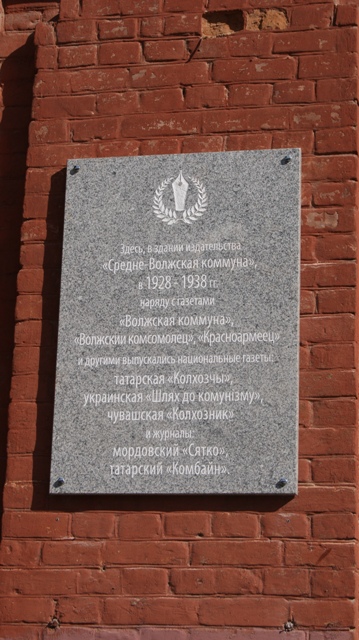 Здесь, в здании издательства
«Средне-Волжская коммуна»,
в 1928 - 1938 гг.
наряду с газетами
«Волжская коммуна»,
«Волжский комсомолец», «Красноармеец»
и другими выпускались национальные газеты:
татарская «Колхозчы»,
украинская «Шлях до комунізму»,
чувашская «Колхозник»
и журналы:
мордовский «Сятко»,
татарский «Комбайн».